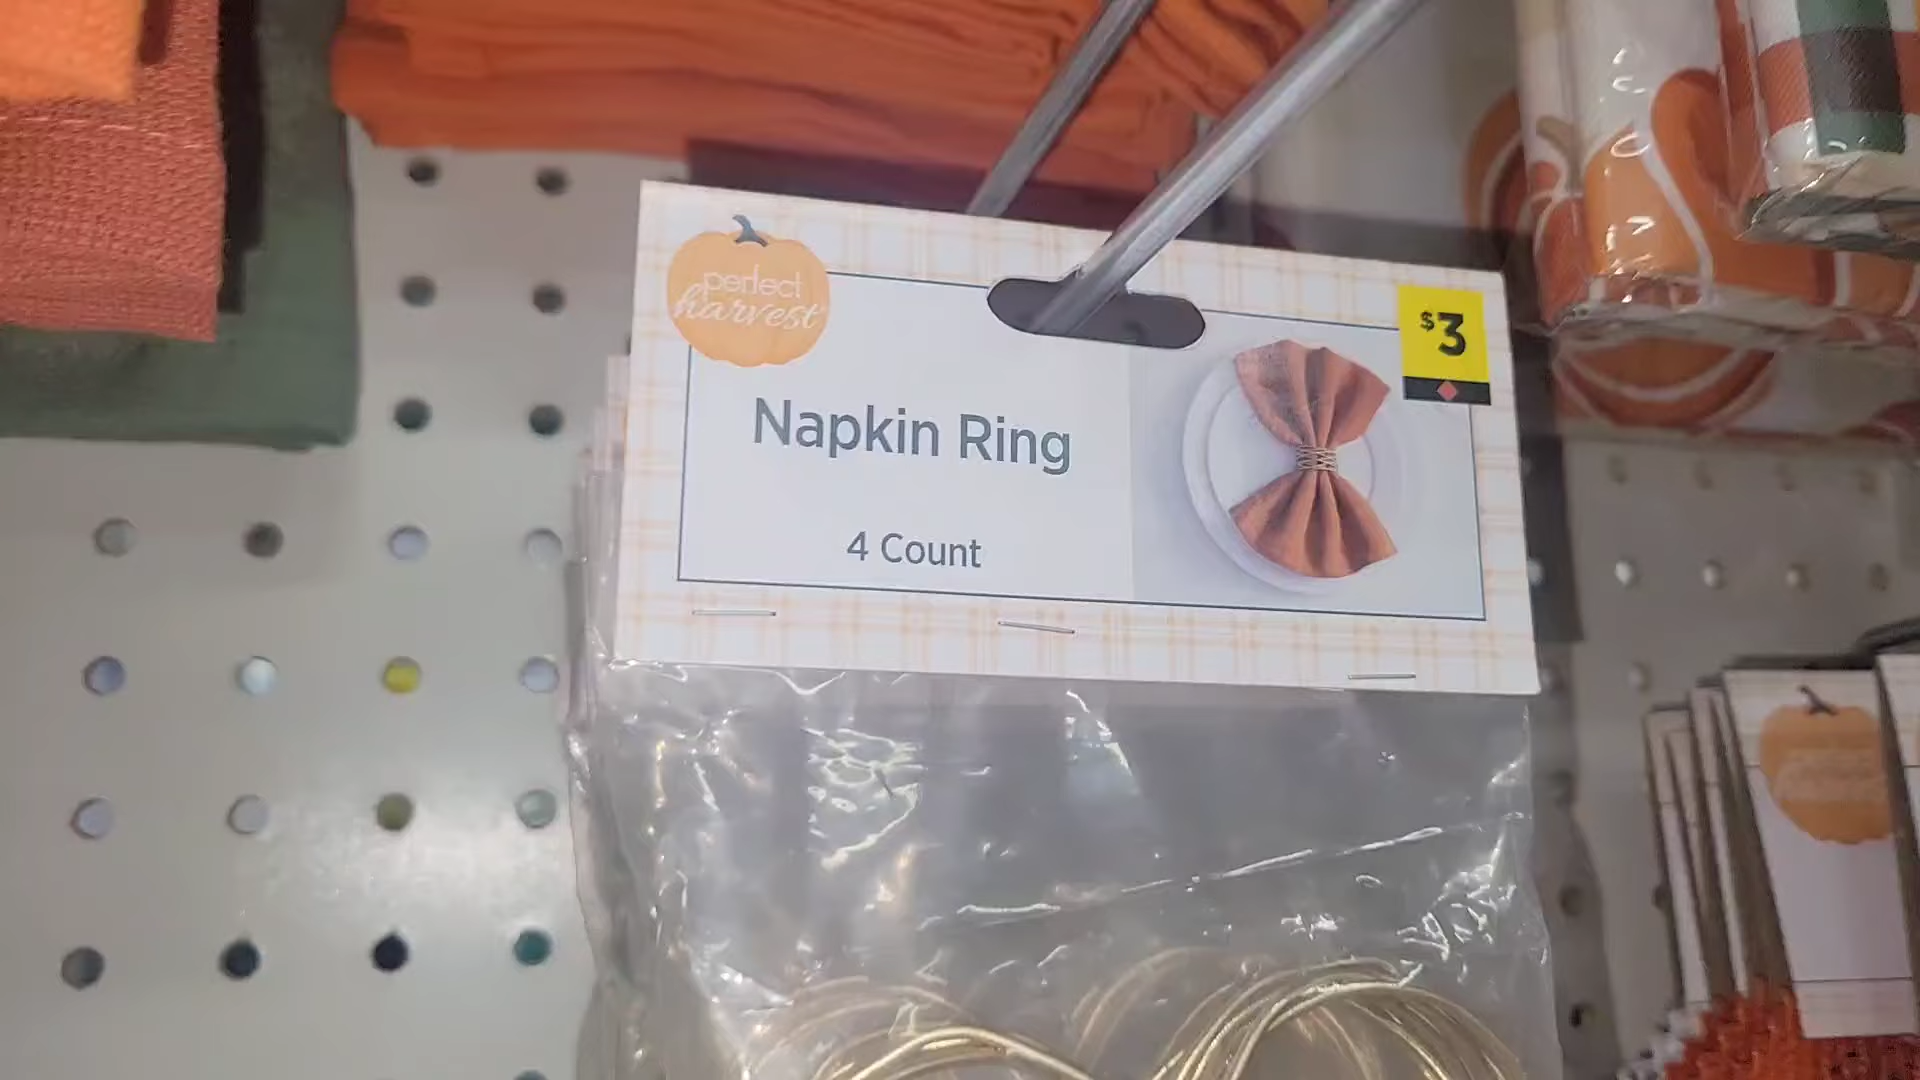 perfect
harvest
$3
Napkin Ring
4 Count